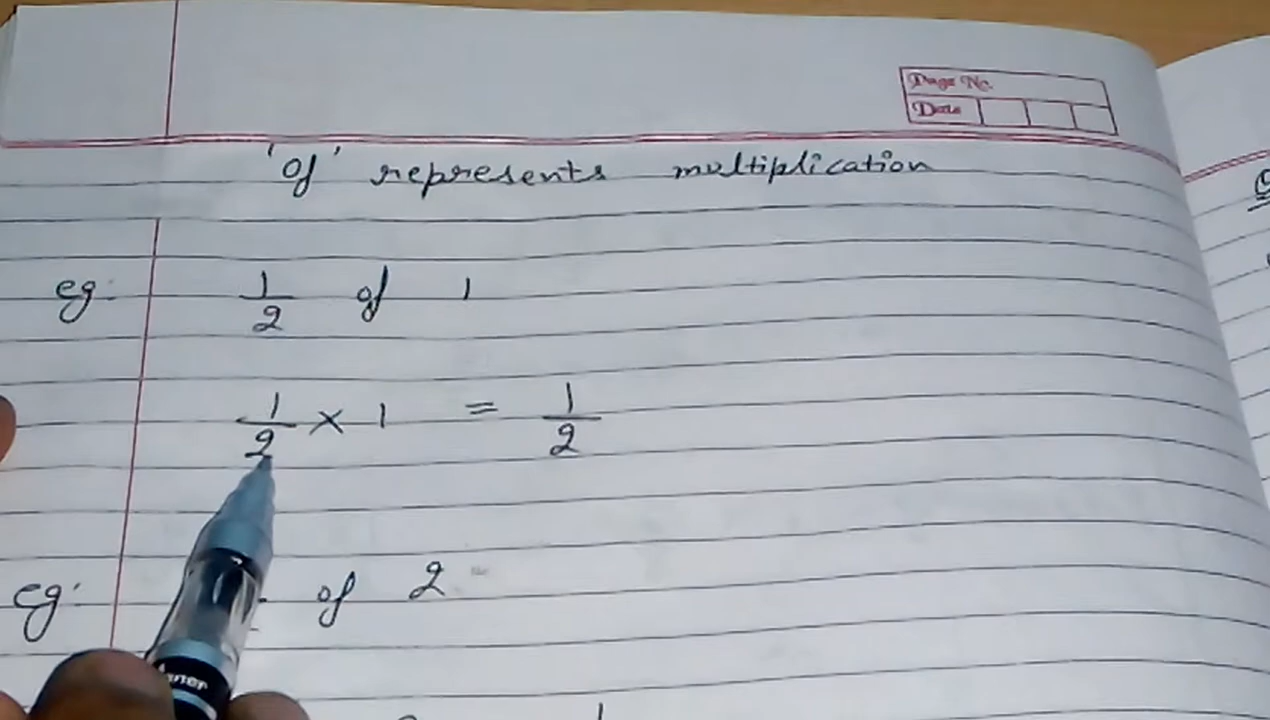 Page No.
Date
'of' represents multiplication
eg: 1/2 of 1
1/2 × 1 = 1/2
eg: of 2